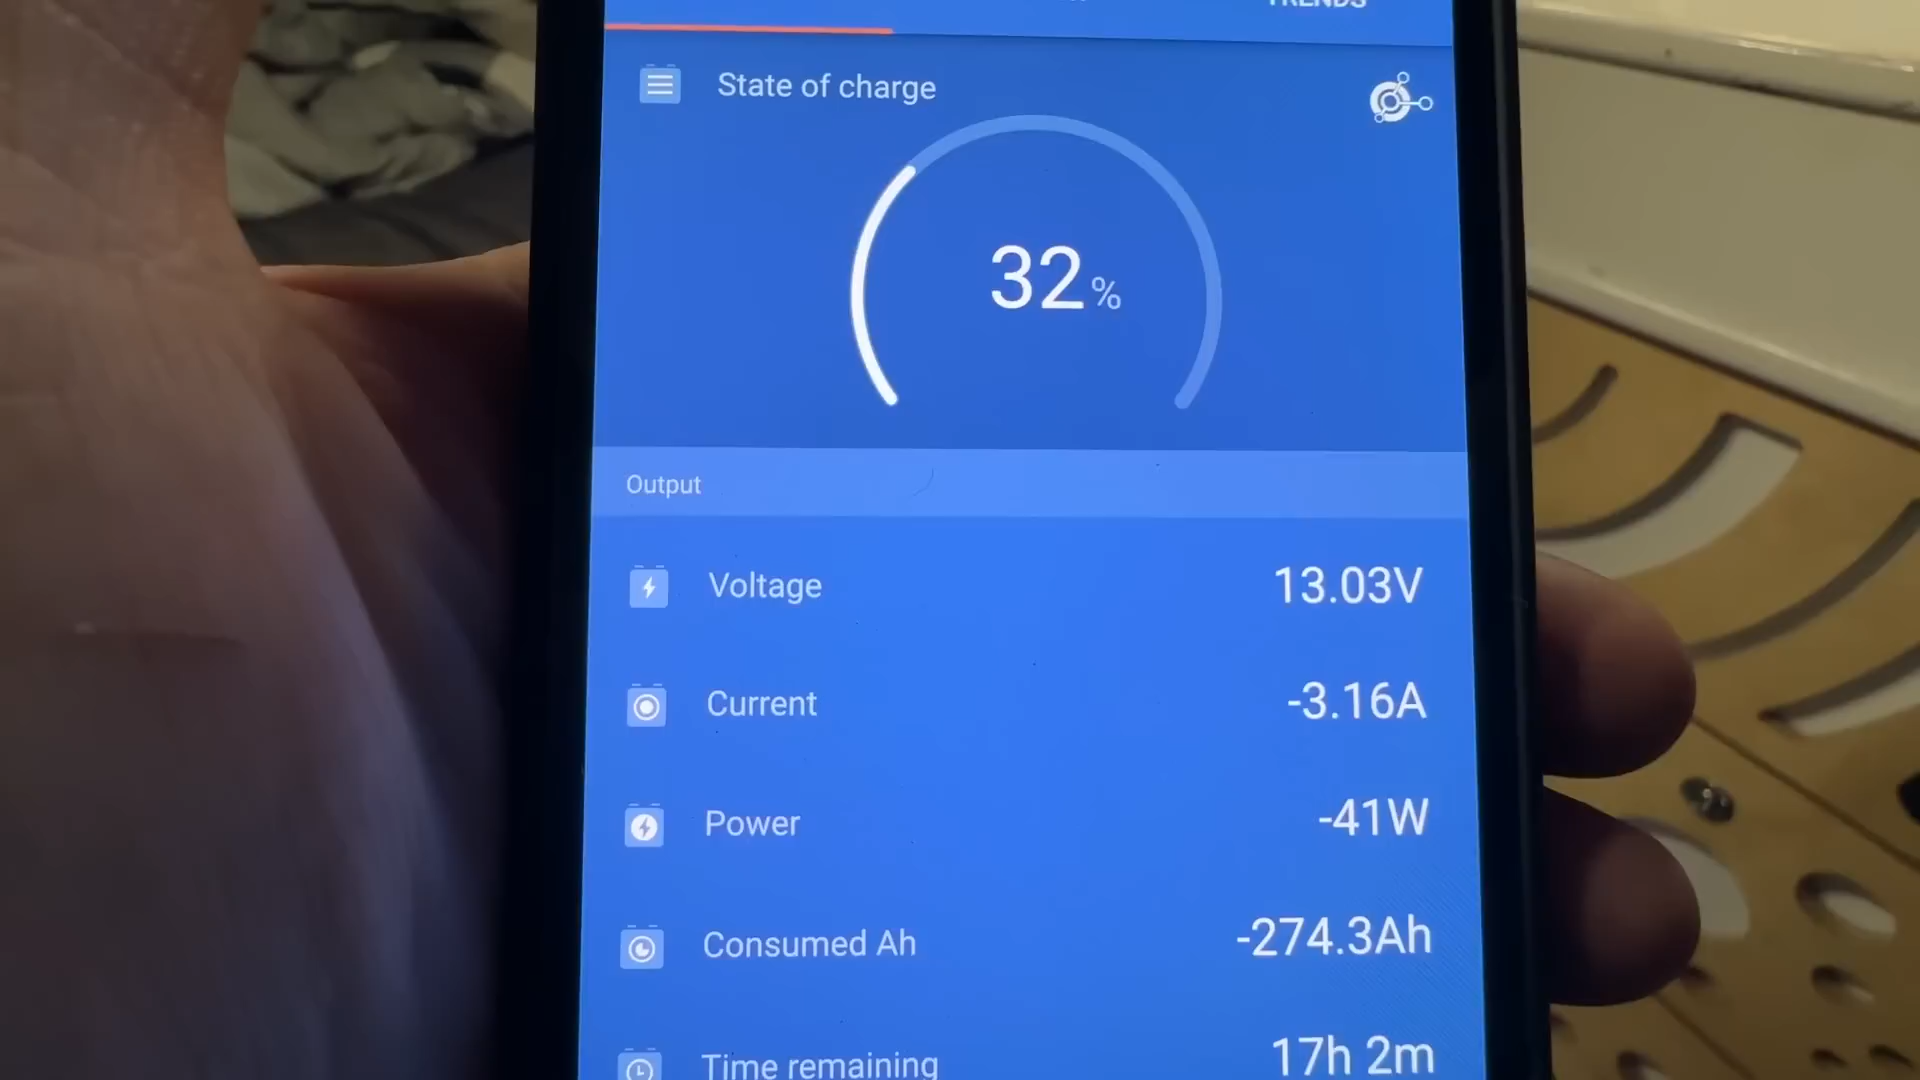 TRENDS
State of charge
32%
Output
Voltage 13.03V
Current -3.16A
Power -41W
Consumed Ah -274.3Ah
Time remaining 17h 2m